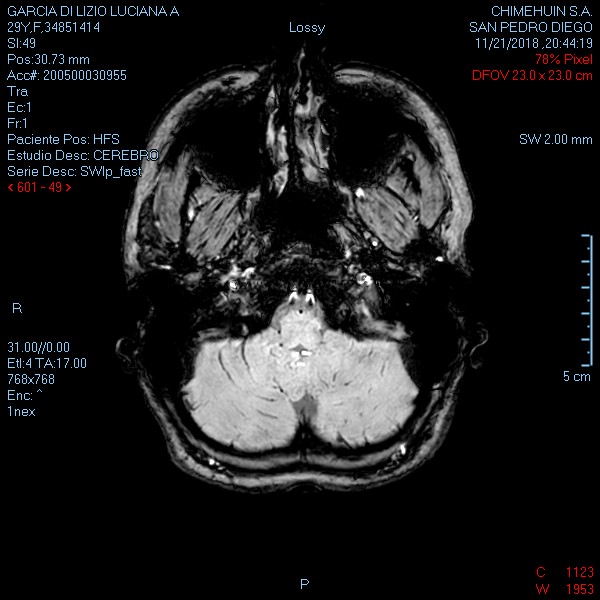 GARCIA DI LIZIO LUCIANA A
29Y,F,34851414
Sl:49
Pos:30.73 mm
Acc#: 200500030955
Tra
Ec:1
Fr:1
Paciente Pos: HFS
Estudio Desc: CEREBRO
Serie Desc: SWIp_fast
< 601 - 49 >
Lossy
CHIMEHUIN S.A.
SAN PEDRO DIEGO
11/21/2018 ,20:44:19
78% Pixel
DFOV 23.0 x 23.0 cm
SW 2.00 mm
R
31.00//0.00
Etl:4 TA:17.00
768x768
Enc: ^
1nex
5 cm
P
C 1123
W 1953